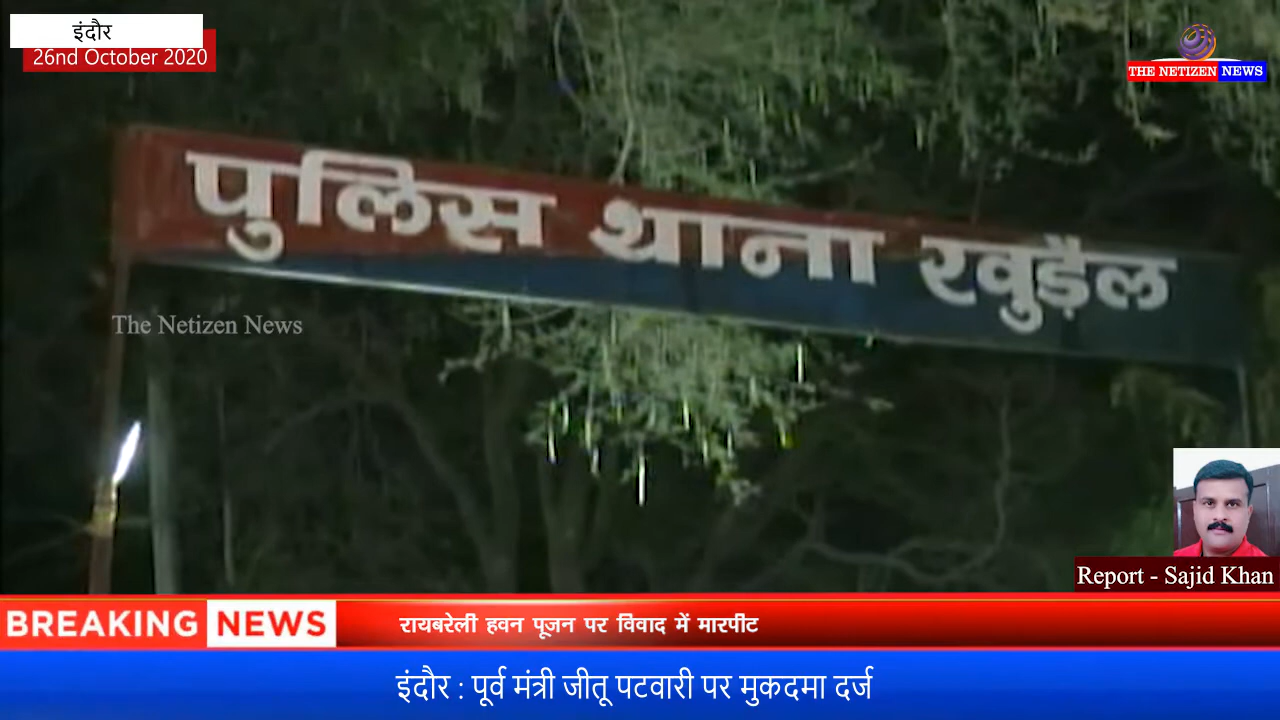 इंदौर
26nd October 2020
THE NETIZEN NEWS
पुलिस थाना खुड़ैल
The Netizen News
Report - Sajid Khan
BREAKING NEWS
रायबरेली हवन पूजन पर विवाद में मारपीट
इंदौर : पूर्व मंत्री जीतू पटवारी पर मुकदमा दर्ज